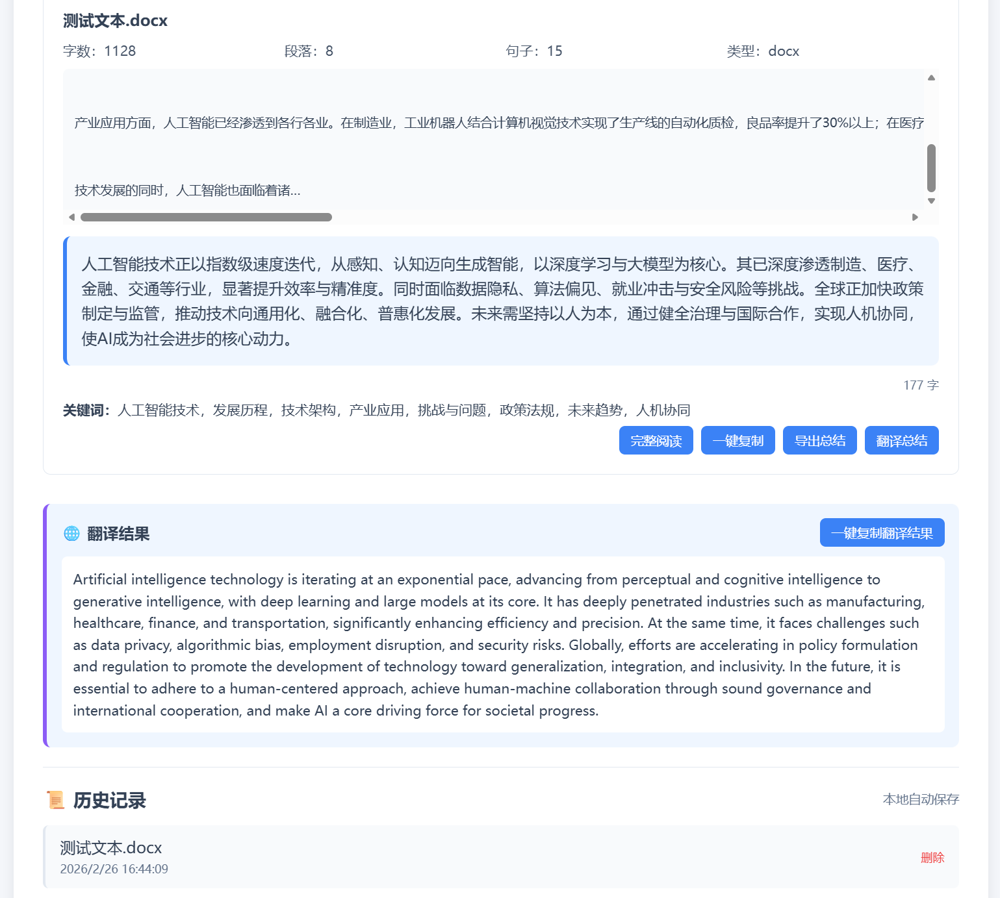 测试文本.docx
字数：1128 段落：8 句子：15 类型：docx
产业应用方面，人工智能已经渗透到各行各业。在制造业，工业机器人结合计算机视觉技术实现了生产线的自动化质检，良品率提升了30%以上；在医疗
技术发展的同时，人工智能也面临着诸...
人工智能技术正以指数级速度迭代，从感知、认知迈向生成智能，以深度学习与大模型为核心。其已深度渗透制造、医疗、
金融、交通等行业，显著提升效率与精准度。同时面临数据隐私、算法偏见、就业冲击与安全风险等挑战。全球正加快政策
制定与监管，推动技术向通用化、融合化、普惠化发展。未来需坚持以人为本，通过健全治理与国际合作，实现人机协同，
使AI成为社会进步的核心动力。
177 字
关键词：人工智能技术，发展历程，技术架构，产业应用，挑战与问题，政策法规，未来趋势，人机协同
完整阅读 一键复制 导出总结 翻译总结
翻译结果 一键复制翻译结果
Artificial intelligence technology is iterating at an exponential pace, advancing from perceptual and cognitive intelligence to
generative intelligence, with deep learning and large models at its core. It has deeply penetrated industries such as manufacturing,
healthcare, finance, and transportation, significantly enhancing efficiency and precision. At the same time, it faces challenges such
as data privacy, algorithmic bias, employment disruption, and security risks. Globally, efforts are accelerating in policy formulation
and regulation to promote the development of technology toward generalization, integration, and inclusivity. In the future, it is
essential to adhere to a human-centered approach, achieve human-machine collaboration through sound governance and
international cooperation, and make AI a core driving force for societal progress.
历史记录 本地自动保存
测试文本.docx
2026/2/26 16:44:09
删除